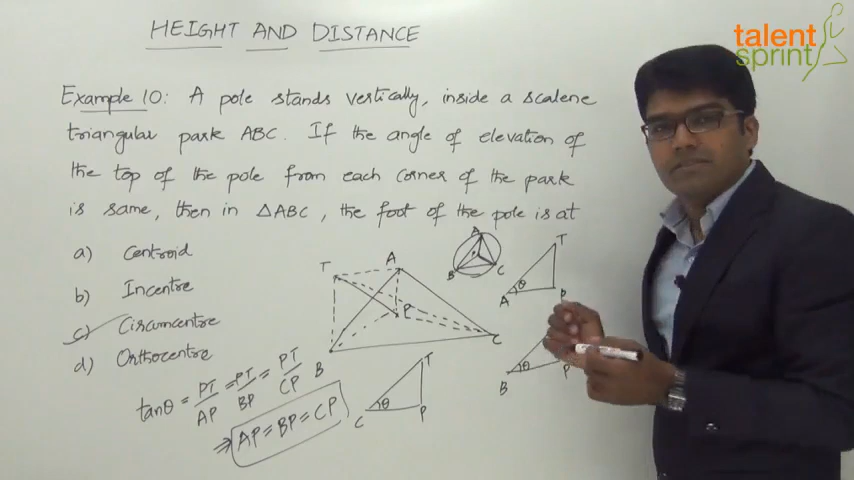 HEIGHT AND DISTANCE
talent
sprint
Example 10: A pole stands vertically, inside a scalene
triangular park ABC. If the angle of elevation of
the top of the pole from each corner of the park
is same, then in △ABC, the foot of the pole is at
a) Centroid
b) Incentre
c) Circumcentre
d) Orthocentre
A
B
C
T
A
P
B
C
T
A
θ
P
B
θ
P
T
C
θ
P
tanθ = PT/AP = PT/BP = PT/CP
⇒ AP = BP = CP